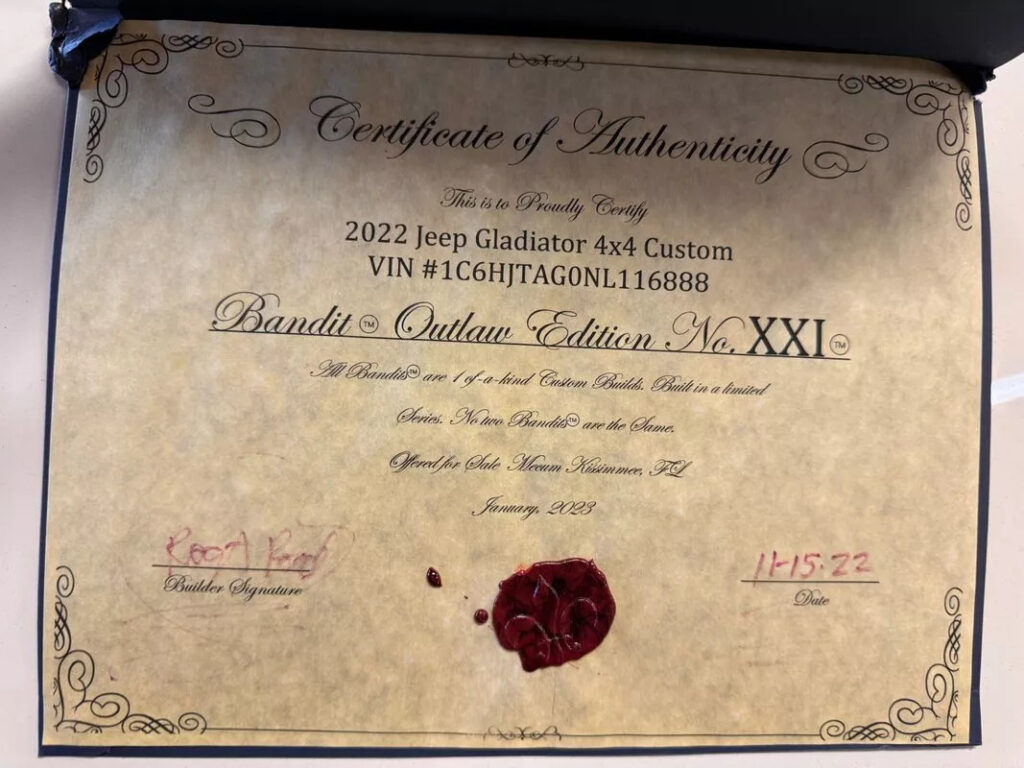 Certificate of Authenticity
This is to Proudly Certify
2022 Jeep Gladiator 4x4 Custom
VIN #1C6HJTAG0NL116888
Bandit™ Outlaw Edition No. XXI™
All Bandits™ are 1 of-a-kind Custom Builds. Built in a limited
Series. No two Bandits™ are the Same.
Offered for Sale Mecum Kissimmee, FL
January, 2023
11-15-22
Builder Signature
Date